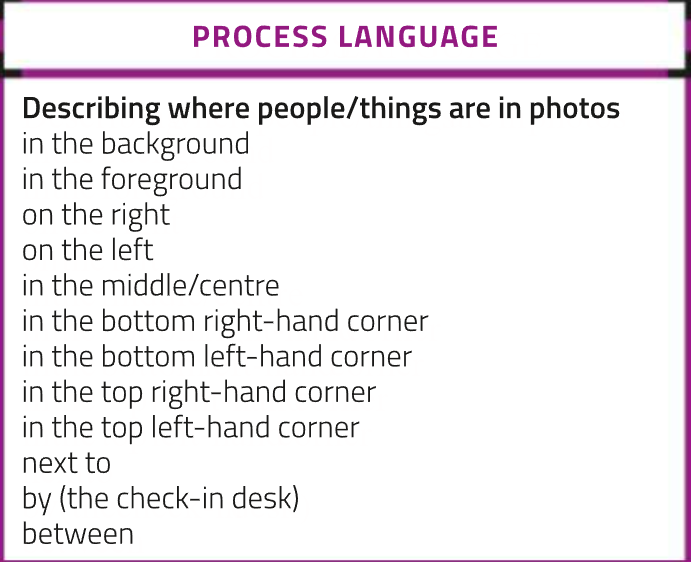 PROCESS LANGUAGE
Describing where people/things are in photos
in the background
in the foreground
on the right
on the left
in the middle/centre
in the bottom right-hand corner
in the bottom left-hand corner
in the top right-hand corner
in the top left-hand corner
next to
by (the check-in desk)
between